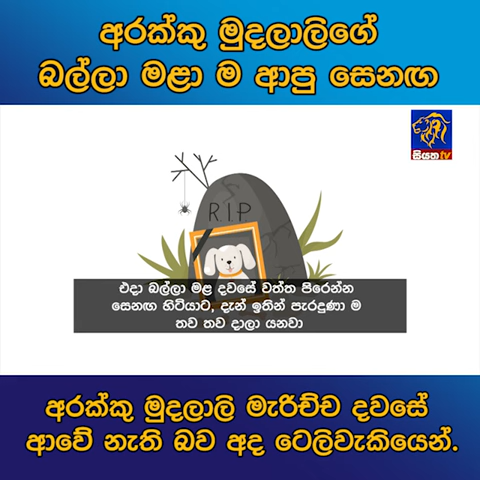 අරක්කු මුදලාලිගේ
බල්ලා මළා ම ආපු සෙනඟ
සියත tv
R.I.P
එදා බල්ලා මළ දවසේ වත්ත පිරෙන්න
සෙනඟ හිටියාට, දැන් ඉතින් පැරදුණා ම
තව තව දාලා යනවා
අරක්කු මුදලාලි මැරිච්ච දවසේ
ආවේ නැති බව අද ටෙලිවැකියෙන්.